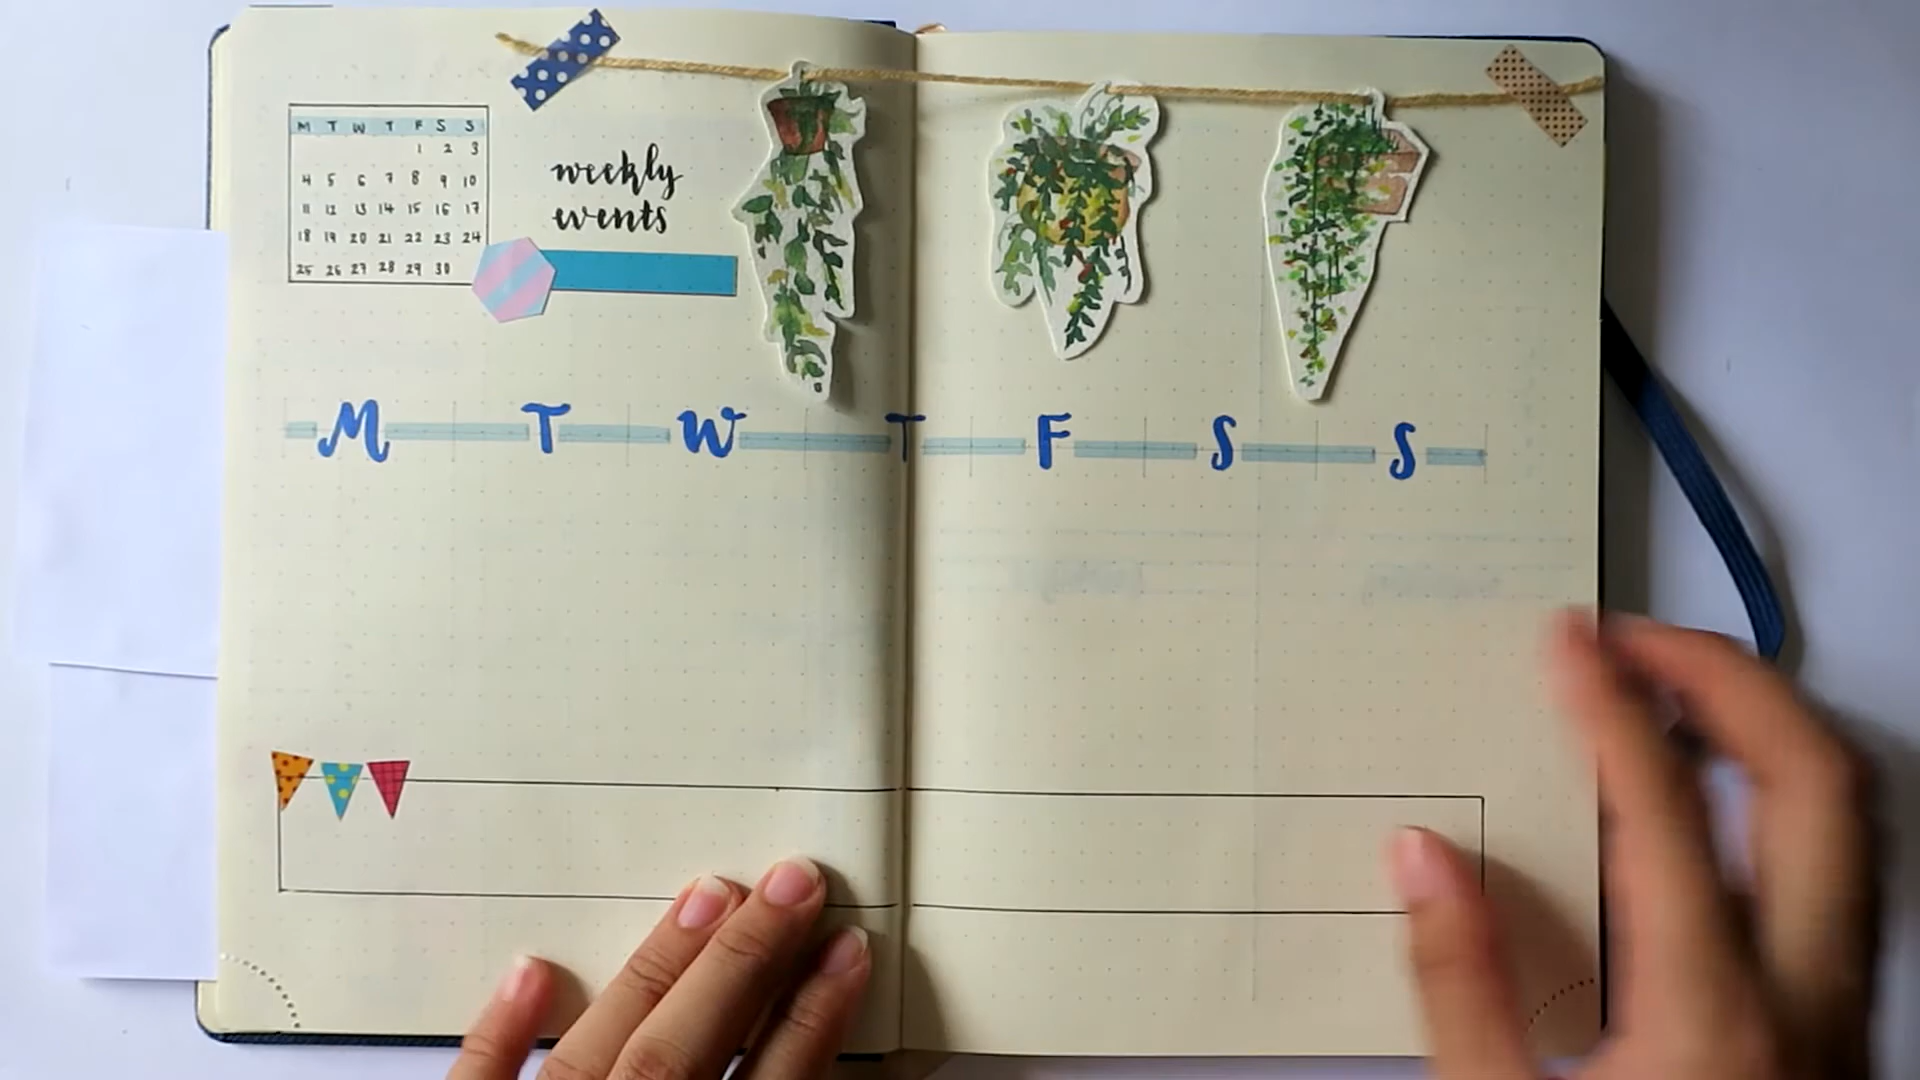 M T W T F S S
1 2 3
4 5 6 7 8 9 10
11 12 13 14 15 16 17
18 19 20 21 22 23 24
25 26 27 28 29 30
weekly
events
M T W T F S S